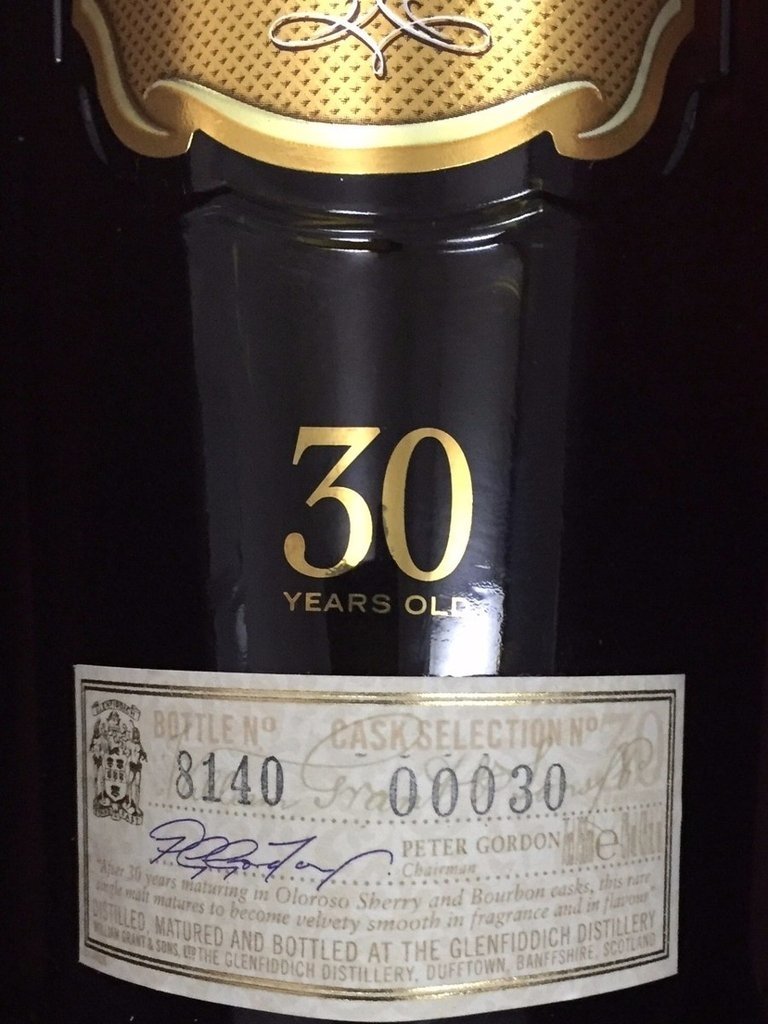 30
YEARS OLD
GLENFIDDICH
BOTTLE Nº CASK SELECTION Nº 30
8140 00030
PETER GORDON
Chairman
"After 30 years maturing in Oloroso Sherry and Bourbon casks, this rare
single malt matures to become velvety smooth in fragrance and in flavour"
DISTILLED, MATURED AND BOTTLED AT THE GLENFIDDICH DISTILLERY
WILLIAM GRANT & SONS, LTD THE GLENFIDDICH DISTILLERY, DUFFTOWN, BANFFSHIRE, SCOTLAND